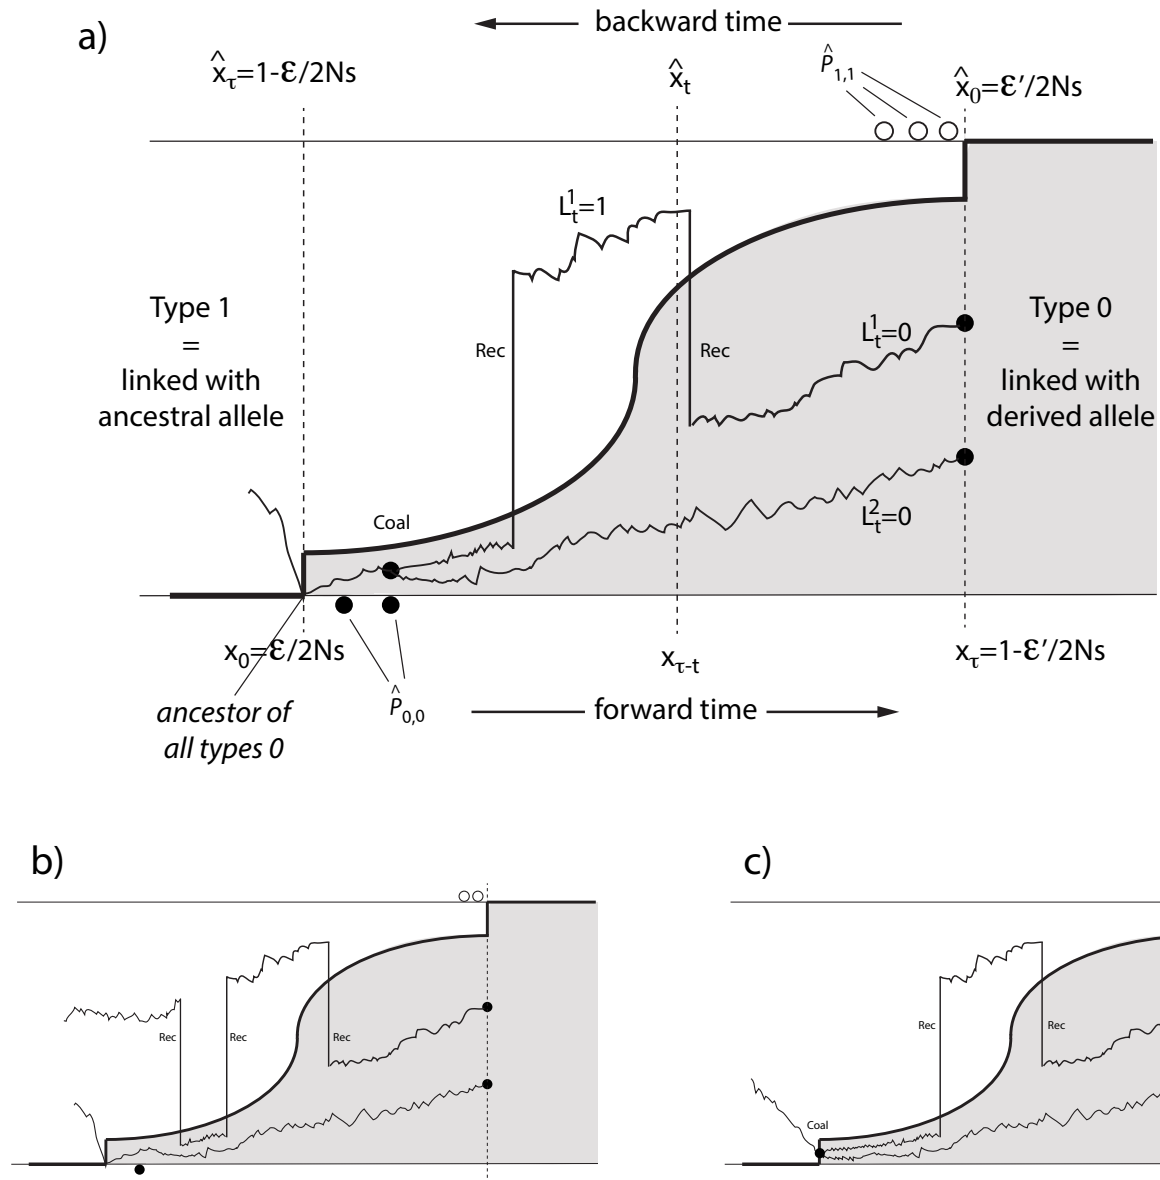 a)
backward time
x̂τ=1-ε/2Ns
x̂t
P̂1,1
x̂0=ε′/2Ns
L¹t=1
Type 1
=
linked with
ancestral allele
Rec
Rec
L¹t=0
Type 0
=
linked with
derived allele
Coal
L²t=0
x0=ε/2Ns
xτ-t
xτ=1-ε′/2Ns
ancestor of
all types 0
P̂0,0
forward time
b)
Rec
Rec
Rec
c)
Rec
Rec
Coal